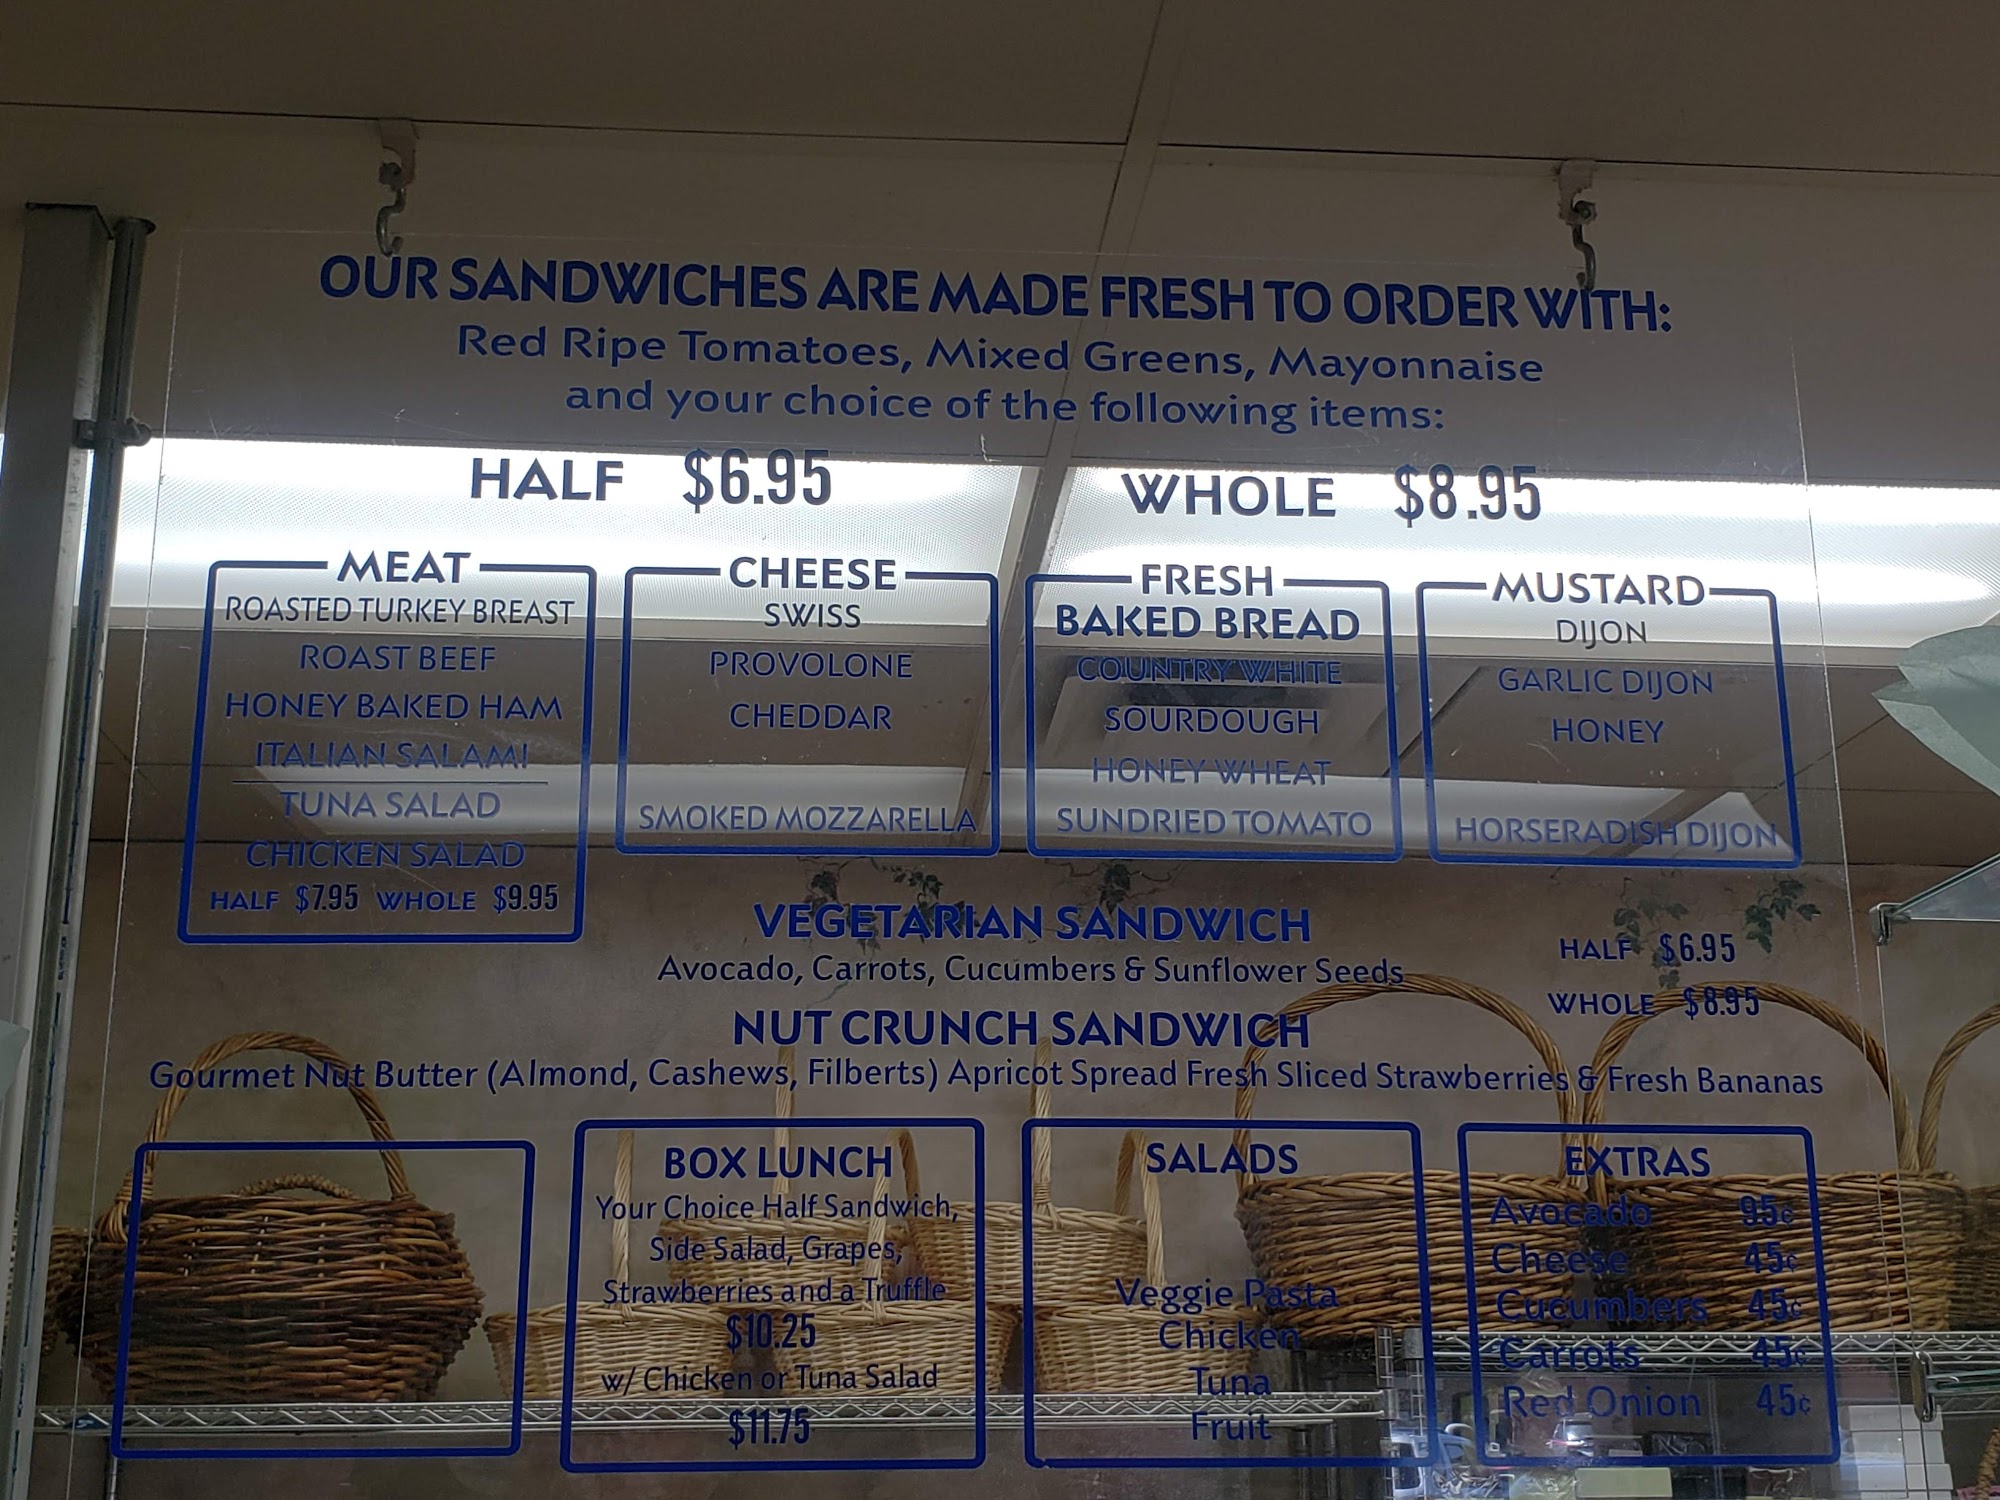 OUR SANDWICHES ARE MADE FRESH TO ORDER WITH:
Red Ripe Tomatoes, Mixed Greens, Mayonnaise
and your choice of the following items:
HALF $6.95 WHOLE $8.95
MEAT
ROASTED TURKEY BREAST
ROAST BEEF
HONEY BAKED HAM
ITALIAN SALAMI
TUNA SALAD
CHICKEN SALAD
HALF $7.95 WHOLE $9.95
CHEESE
SWISS
PROVOLONE
CHEDDAR
SMOKED MOZZARELLA
FRESH
BAKED BREAD
COUNTRY WHITE
SOURDOUGH
HONEY WHEAT
SUNDRIED TOMATO
MUSTARD
DIJON
GARLIC DIJON
HONEY
HORSERADISH DIJON
VEGETARIAN SANDWICH
Avocado, Carrots, Cucumbers & Sunflower Seeds
HALF $6.95
WHOLE $8.95
NUT CRUNCH SANDWICH
Gourmet Nut Butter (Almond, Cashews, Filberts) Apricot Spread Fresh Sliced Strawberries & Fresh Bananas
BOX LUNCH
Your Choice Half Sandwich,
Side Salad, Grapes,
Strawberries and a Truffle
$10.25
w/ Chicken or Tuna Salad
$11.75
SALADS
Veggie Pasta
Chicken
Tuna
Fruit
EXTRAS
Avocado 95¢
Cheese 45¢
Cucumbers 45¢
Carrots 45¢
Red Onion 45¢